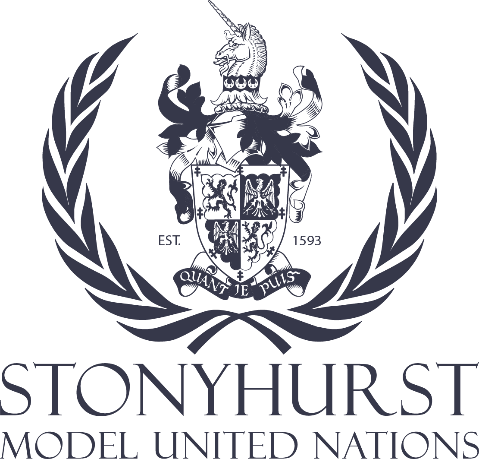 EST. 1593
QUANT JE PUIS
STONYHURST
MODEL UNITED NATIONS